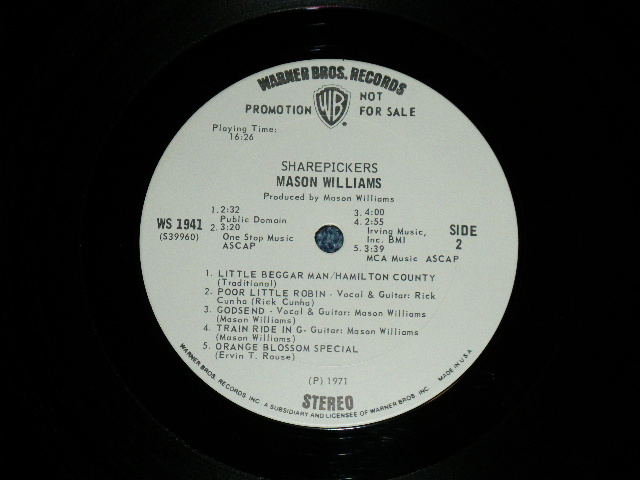 WARNER BROS. RECORDS
PROMOTION
WB
®
NOT
FOR SALE
Playing Time:
16:26
SHAREPICKERS
MASON WILLIAMS
Produced by Mason Williams
WS 1941
(S39960)
1. 2:32
Public Domain
2. 3:20
One Stop Music
ASCAP
3. 4:00
4. 2:55
Irving Music,
Inc. BMI
5. 3:39
MCA Music ASCAP
SIDE
2
1. LITTLE BEGGAR MAN/HAMILTON COUNTY
(Traditional)
2. POOR LITTLE ROBIN - Vocal & Guitar: Rick
Cunha (Rick Cunha)
3. GODSEND - Vocal & Guitar: Mason Williams
(Mason Williams)
4. TRAIN RIDE IN G- Guitar: Mason Williams
(Mason Williams)
5. ORANGE BLOSSOM SPECIAL
(Ervin T. Rouse)
(P) 1971
STEREO
WARNER BROS. RECORDS INC. A SUBSIDIARY AND LICENSEE OF WARNER BROS. INC. MADE IN U.S.A.